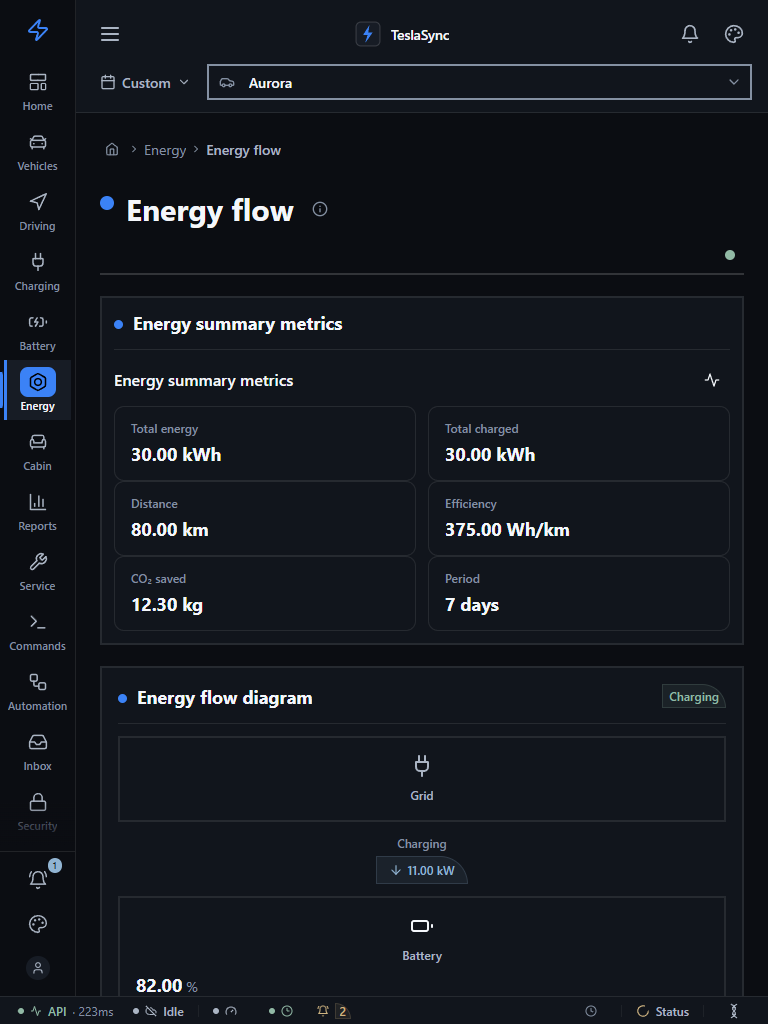 TeslaSync
Custom
Aurora
Home
Vehicles
Driving
Charging
Battery
Energy
Cabin
Reports
Service
Commands
Automation
Inbox
Security
1
Energy
Energy flow
Energy flow
Energy summary metrics
Energy summary metrics
Total energy
30.00 kWh
Total charged
30.00 kWh
Distance
80.00 km
Efficiency
375.00 Wh/km
CO₂ saved
12.30 kg
Period
7 days
Energy flow diagram
Charging
Grid
Charging
↓ 11.00 kW
Battery
82.00 %
API · 223ms
Idle
2
Status